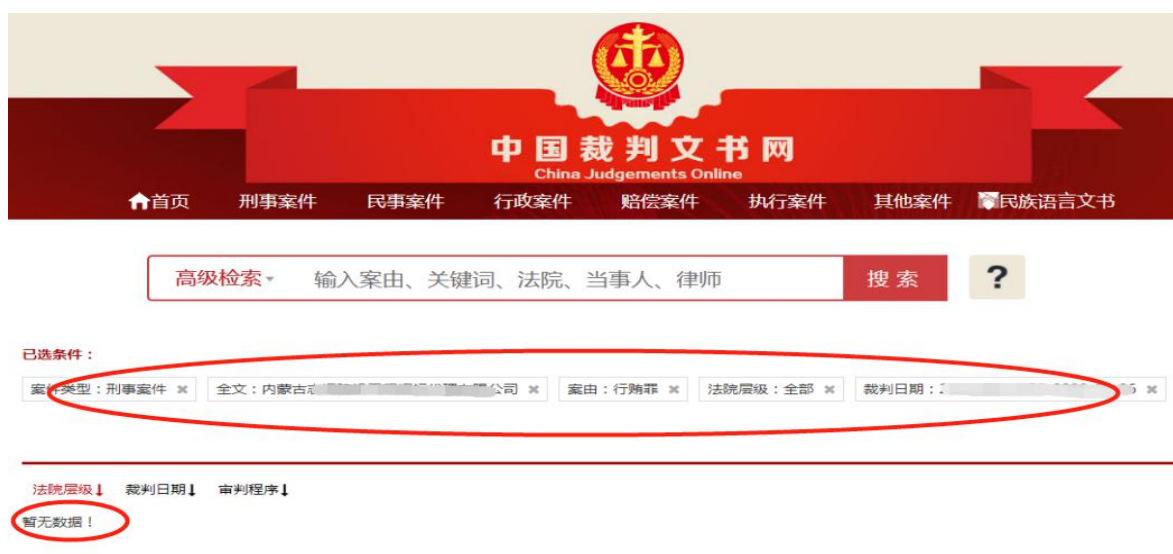 中国裁判文书网
China Judgements Online
首页 刑事案件 民事案件 行政案件 赔偿案件 执行案件 其他案件 民族语言文书
高级检索 输入案由、关键词、法院、当事人、律师 搜索 ?
已选条件：
案件类型：刑事案件 × 全文：内蒙古 公司 × 案由：行贿罪 × 法院层级：全部 × 裁判日期：2 ×
法院层级↓ 裁判日期↓ 审判程序↓
暂无数据！